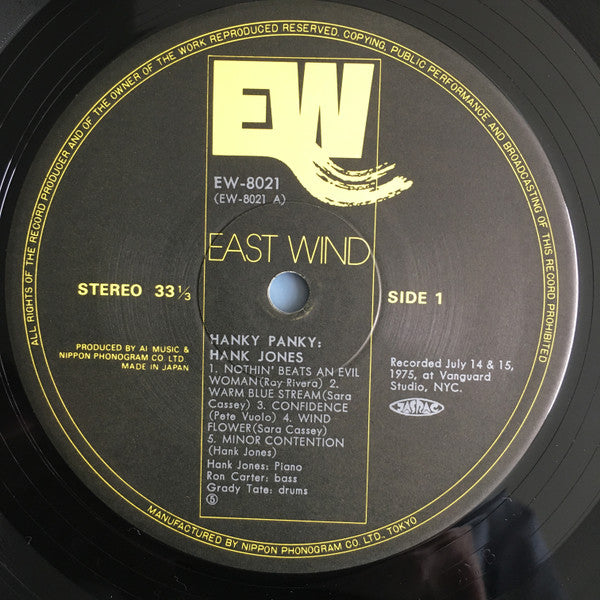 ALL RIGHTS OF THE RECORD PRODUCER AND OF THE OWNER OF THE WORK REPRODUCED RESERVED. COPYING, PUBLIC PERFORMANCE AND BROADCASTING OF THIS RECORD PROHIBITED
EW
EW-8021
(EW-8021 A)
EAST WIND
STEREO 33 1/3
SIDE 1
PRODUCED BY AI MUSIC &
NIPPON PHONOGRAM CO. LTD.
MADE IN JAPAN
HANKY PANKY:
HANK JONES
1. NOTHIN' BEATS AN EVIL
WOMAN(Ray Rivera) 2.
WARM BLUE STREAM(Sara
Cassey) 3. CONFIDENCE
(Pete Vuolo) 4. WIND
FLOWER(Sara Cassey)
5. MINOR CONTENTION
(Hank Jones)
Hank Jones: Piano
Ron Carter: bass
Grady Tate: drums
⑤
Recorded July 14 & 15,
1975, at Vanguard
Studio, NYC.
JASRAC
MANUFACTURED BY NIPPON PHONOGRAM CO. LTD., TOKYO